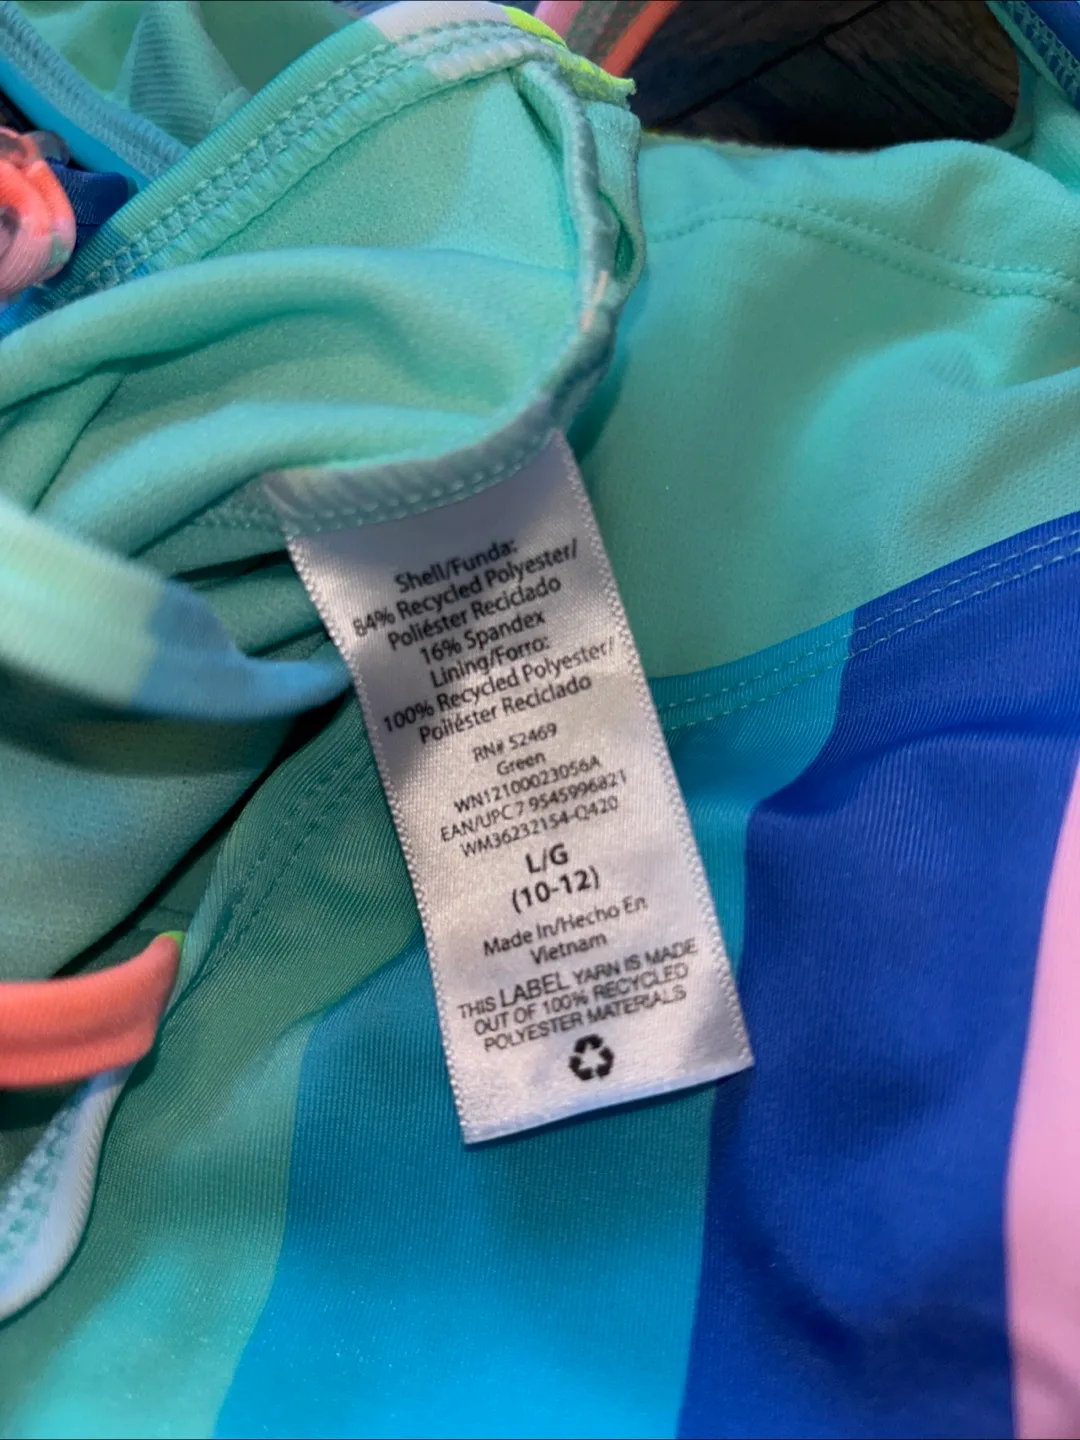 Shell/Funda:
84% Recycled Polyester/
Poliéster Reciclado
16% Spandex
Lining/Forro:
100% Recycled Polyester/
Poliéster Reciclado
RN# 52469
Green
WN12100023056A
EAN/UPC 7 9545996821
WM36232154-Q420
L/G
(10-12)
Made In/Hecho En
Vietnam
THIS LABEL YARN IS MADE
OUT OF 100% RECYCLED
POLYESTER MATERIALS